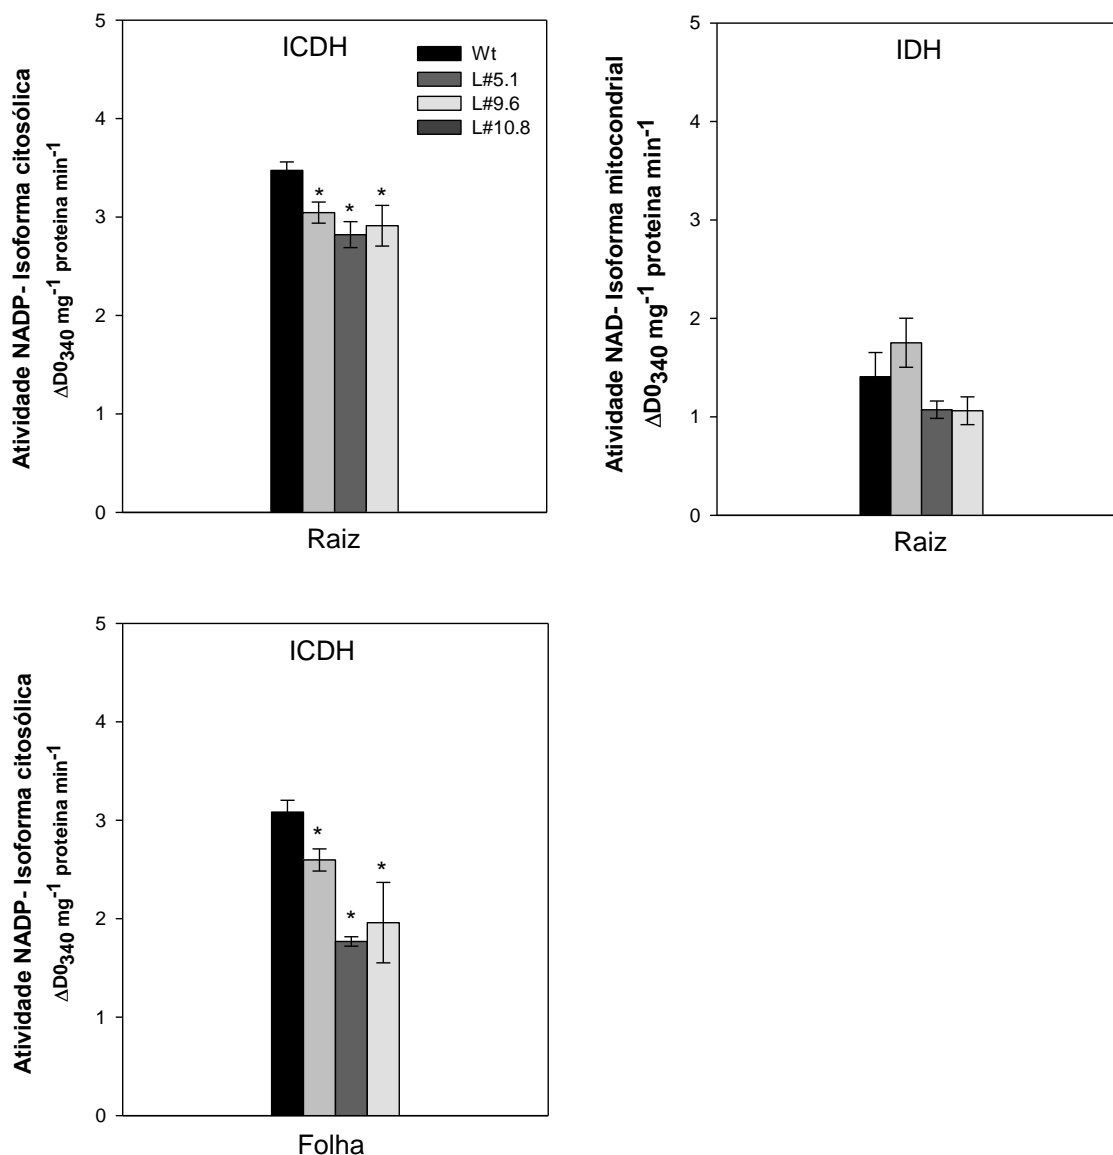 Atividade NADP- Isoforma citosólica
ΔD0340 mg-1 proteina min-1
5
4
3
2
1
0
ICDH
Wt
L#5.1
L#9.6
L#10.8
*
*
*
Raiz
Atividade NAD- Isoforma mitocondrial
ΔD0340 mg-1 proteina min-1
5
4
3
2
1
0
IDH
Raiz
Atividade NADP- Isoforma citosólica
ΔD0340 mg-1 proteina min-1
5
4
3
2
1
0
ICDH
*
*
*
Folha